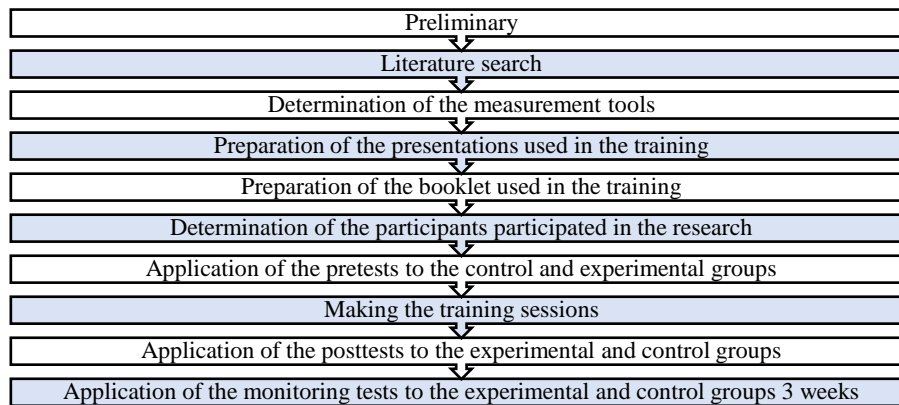 Preliminary
Literature search
Determination of the measurement tools
Preparation of the presentations used in the training
Preparation of the booklet used in the training
Determination of the participants participated in the research
Application of the pretests to the control and experimental groups
Making the training sessions
Application of the posttests to the experimental and control groups
Application of the monitoring tests to the experimental and control groups 3 weeks